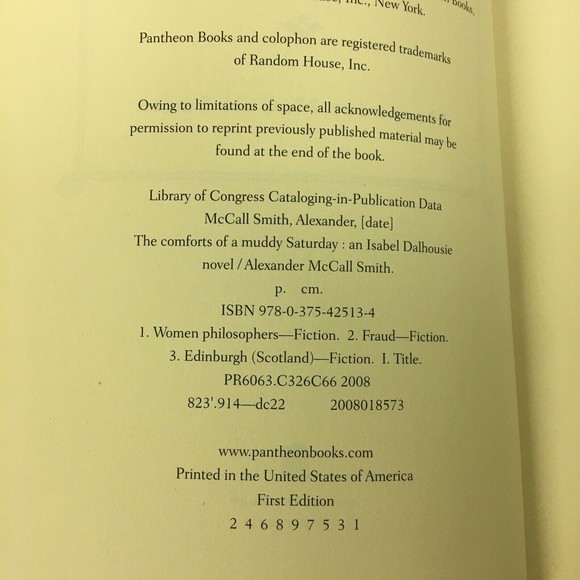 Inc., New York.
Books,
Pantheon Books and colophon are registered trademarks
of Random House, Inc.
Owing to limitations of space, all acknowledgements for
permission to reprint previously published material may be
found at the end of the book.
Library of Congress Cataloging-in-Publication Data
McCall Smith, Alexander, [date]
The comforts of a muddy Saturday : an Isabel Dalhousie
novel / Alexander McCall Smith.
p. cm.
ISBN 978-0-375-42513-4
1. Women philosophers—Fiction. 2. Fraud—Fiction.
3. Edinburgh (Scotland)—Fiction. I. Title.
PR6063.C326C66 2008
823'.914—dc22 2008018573
www.pantheonbooks.com
Printed in the United States of America
First Edition
2 4 6 8 9 7 5 3 1